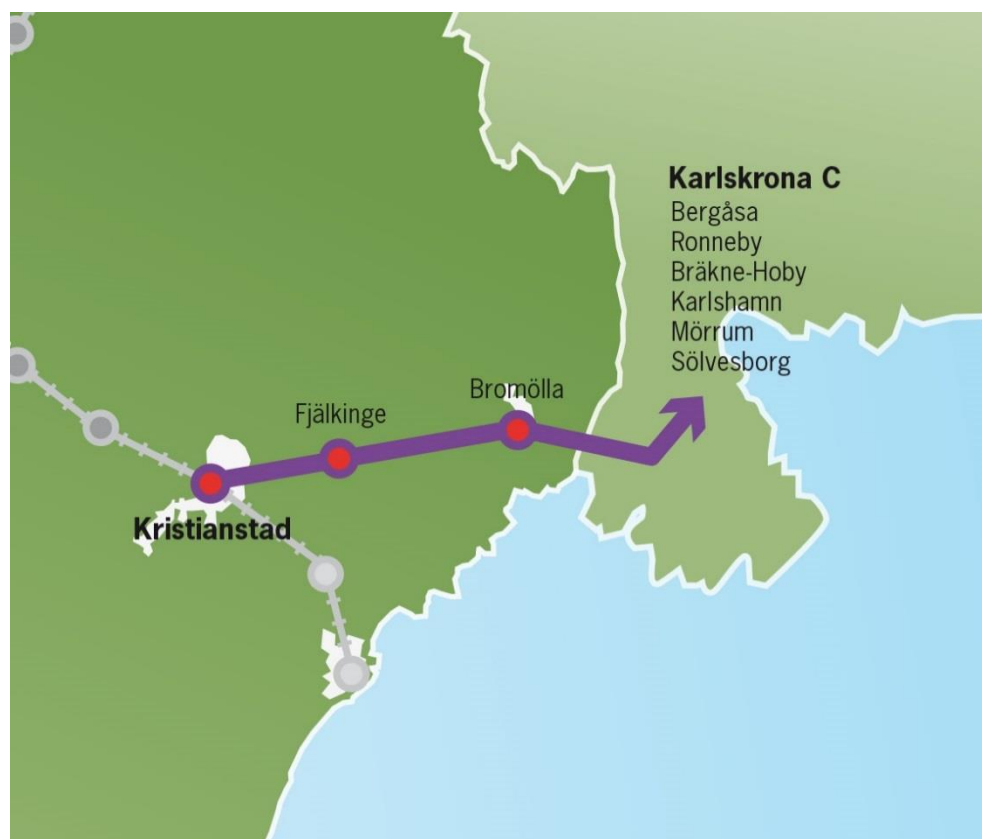 Karlskrona C
Bergåsa
Ronneby
Bräkne-Hoby
Karlshamn
Mörrum
Sölvesborg
Bromölla
Fjälkinge
Kristianstad